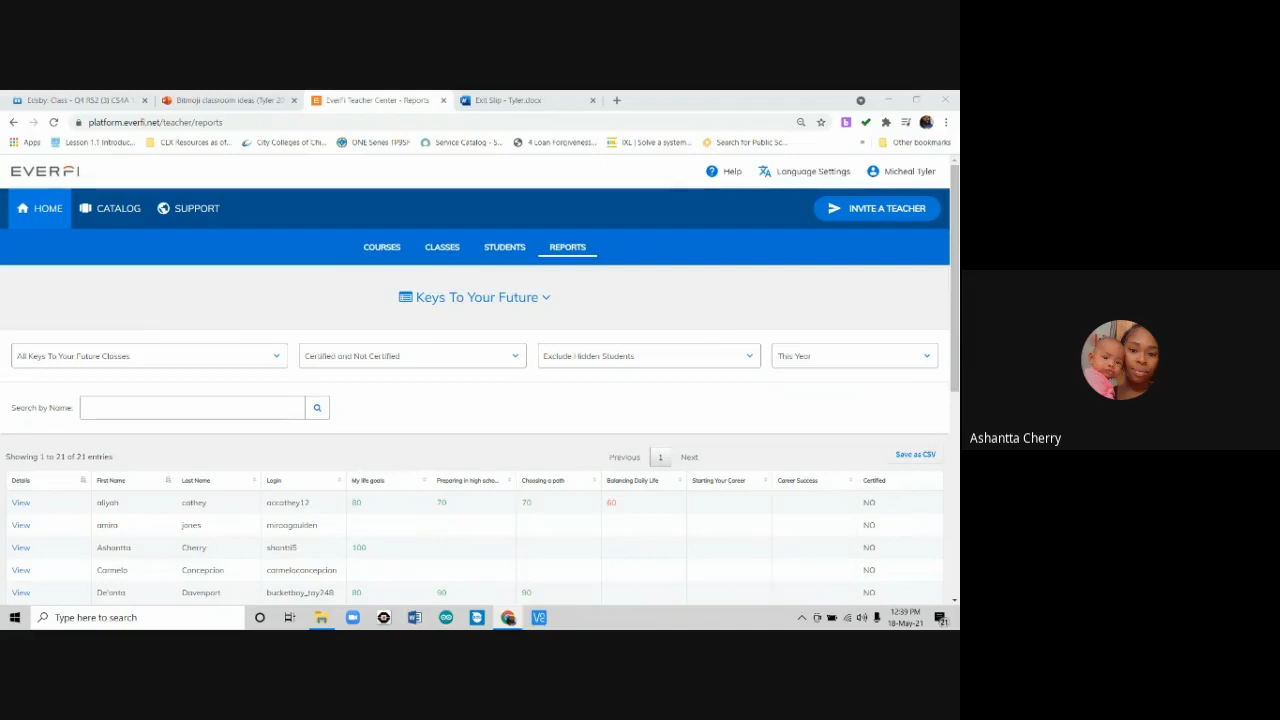 Edsby: Class - Q4 RS2 (3) CS4A
Bitmoji classroom ideas (Tyler 20
EverFi Teacher Center - Reports
Exit Slip - Tyler.docx
platform.everfi.net/teacher/reports
Apps
Lesson 1.1 Introduc...
CLX Resources as of...
City Colleges of Chi...
ONE Series TP95F
Service Catalog - S...
4 Loan Forgiveness...
IXL | Solve a system...
Search for Public Sc...
»
Other bookmarks
EVERFI
Help
Language Settings
Micheal Tyler
HOME
CATALOG
SUPPORT
INVITE A TEACHER
COURSES
CLASSES
STUDENTS
REPORTS
Keys To Your Future
All Keys To Your Future Classes
Certified and Not Certified
Exclude Hidden Students
This Year
Search by Name:
Showing 1 to 21 of 21 entries
Previous 1 Next
Save as CSV
Details First Name Last Name Login My life goals Preparing in high scho... Choosing a path Balancing Daily Life Starting Your Career Career Success Certified
View aliyah cathey accathey12 80 70 70 60 NO
View amira jones miraagaulden NO
View Ashantta Cherry shantti5 100 NO
View Carmelo Concepcion carmeloconcepcion NO
View De'anta Davenport bucketboy_tay248 80 90 90 NO
Type here to search
12:39 PM
18-May-21
21
Ashantta Cherry